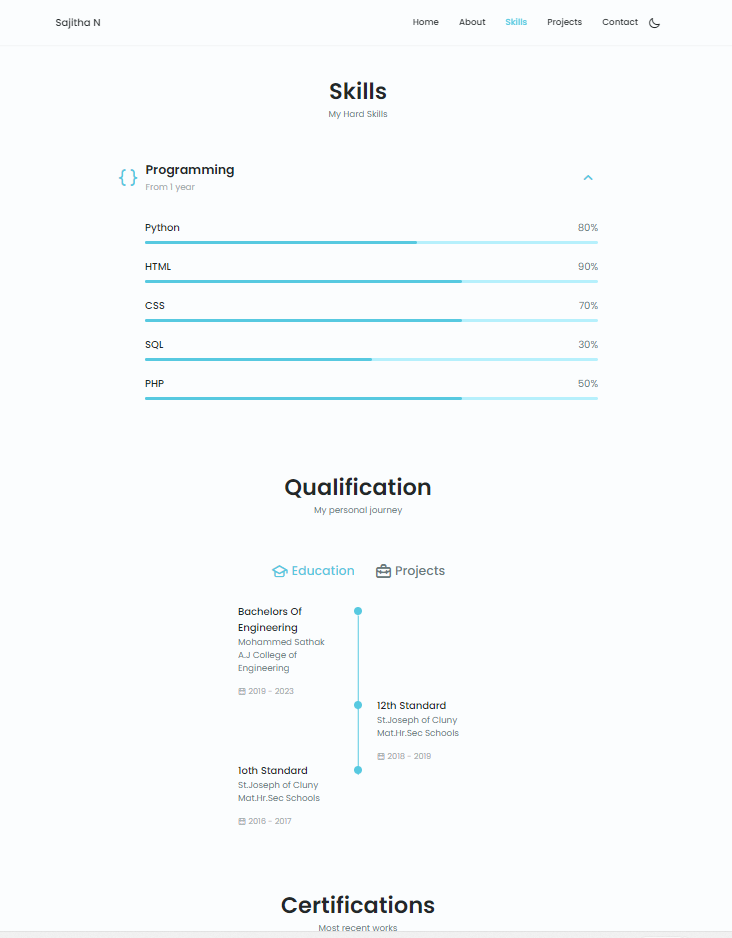 Sajitha N
Home About Skills Projects Contact
Skills
My Hard Skills
Programming
From 1 year
Python 80%
HTML 90%
CSS 70%
SQL 30%
PHP 50%
Qualification
My personal journey
Education Projects
Bachelors Of
Engineering
Mohammed Sathak
A.J College of
Engineering
2019 - 2023
12th Standard
St.Joseph of Cluny
Mat.Hr.Sec Schools
2018 - 2019
1oth Standard
St.Joseph of Cluny
Mat.Hr.Sec Schools
2016 - 2017
Certifications
Most recent works